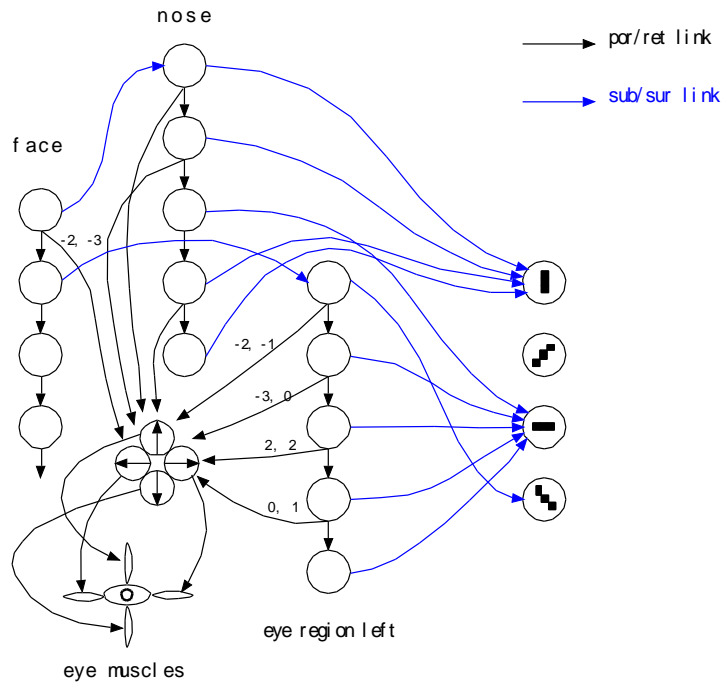 nose
por/ret link
sub/sur link
face
-2, -3
-2, -1
-3, 0
2, 2
0, 1
eye region left
eye muscles